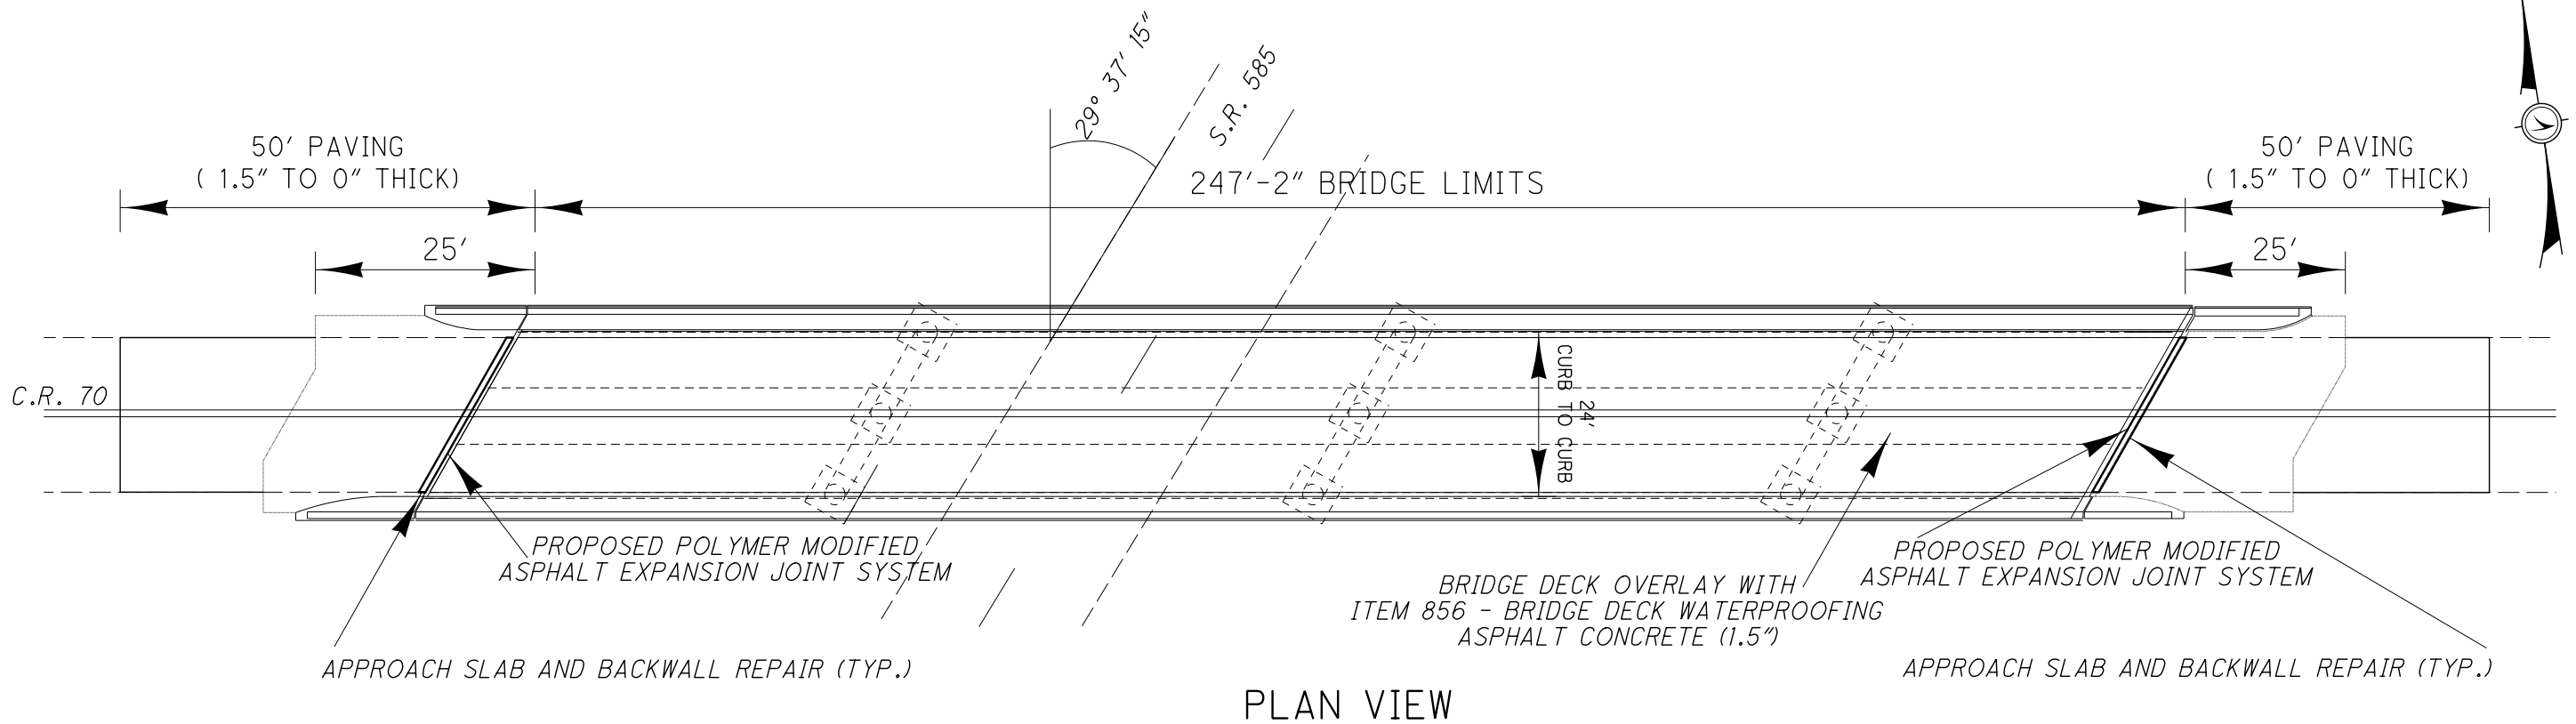 29° 37' 15"
S.R. 585
50' PAVING
( 1.5" TO 0" THICK)
247'-2" BRIDGE LIMITS
50' PAVING
( 1.5" TO 0" THICK)
25'
25'
C.R. 70
24'
CURB TO CURB
PROPOSED POLYMER MODIFIED
ASPHALT EXPANSION JOINT SYSTEM
BRIDGE DECK OVERLAY WITH
ITEM 856 - BRIDGE DECK WATERPROOFING
ASPHALT CONCRETE (1.5")
PROPOSED POLYMER MODIFIED
ASPHALT EXPANSION JOINT SYSTEM
APPROACH SLAB AND BACKWALL REPAIR (TYP.)
APPROACH SLAB AND BACKWALL REPAIR (TYP.)
PLAN VIEW